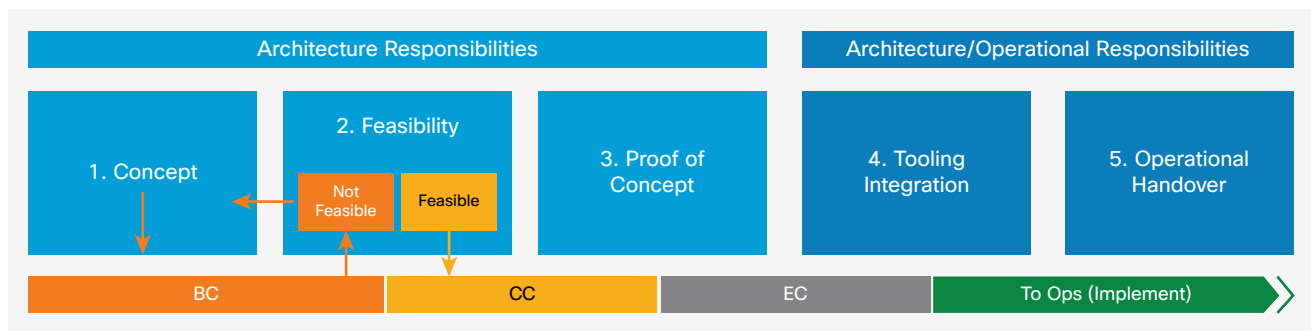 Architecture Responsibilities
Architecture/Operational Responsibilities
1. Concept
2. Feasibility
Not
Feasible
Feasible
3. Proof of
Concept
4. Tooling
Integration
5. Operational
Handover
BC
CC
EC
To Ops (Implement)